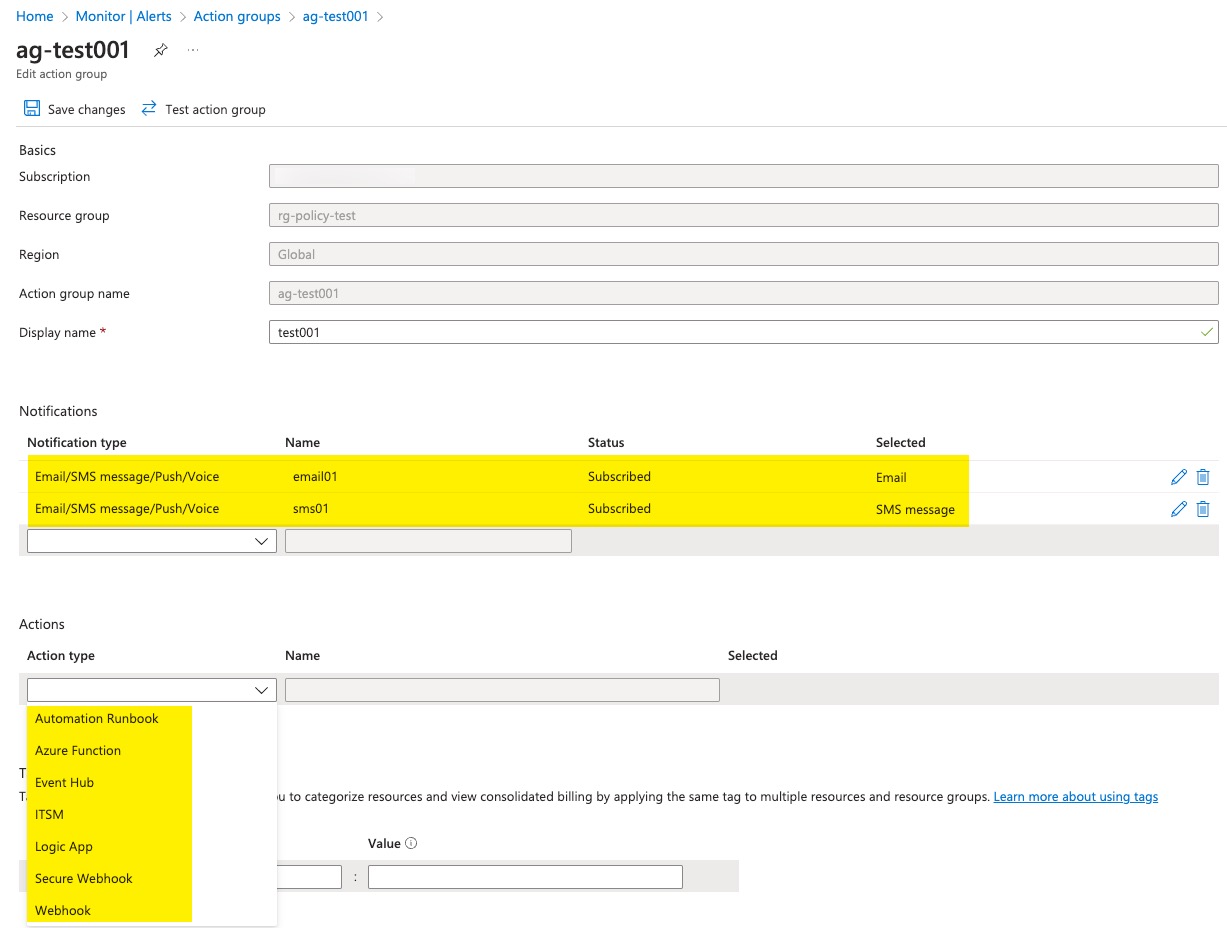 Home > Monitor | Alerts > Action groups > ag-test001 >
ag-test001 ...
Edit action group
Save changes Test action group
Basics
Subscription
Resource group rg-policy-test
Region Global
Action group name ag-test001
Display name * test001
Notifications
Notification type Name Status Selected
Email/SMS message/Push/Voice email01 Subscribed Email
Email/SMS message/Push/Voice sms01 Subscribed SMS message
Actions
Action type Name Selected
Automation Runbook
Azure Function
Event Hub
to categorize resources and view consolidated billing by applying the same tag to multiple resources and resource groups. Learn more about using tags
ITSM
Value
Logic App
Secure Webhook :
Webhook